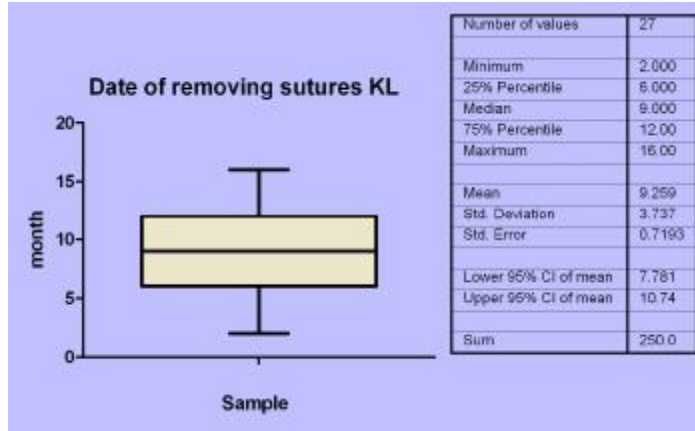 Date of removing sutures KL
20
15
10
5
0
month
Sample
Number of values 27
Minimum 2.000
25% Percentile 6.000
Median 9.000
75% Percentile 12.00
Maximum 16.00
Mean 9.259
Std. Deviation 3.737
Std. Error 0.7193
Lower 95% CI of mean 7.781
Upper 95% CI of mean 10.74
Sum 250.0